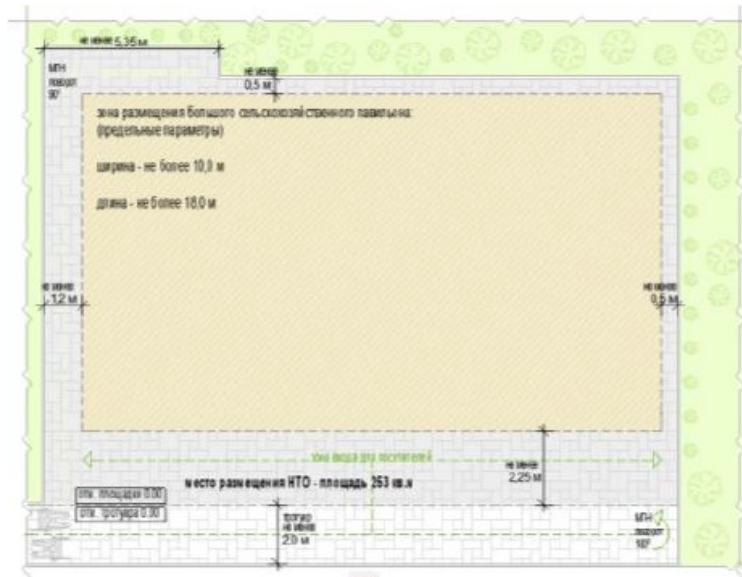 не менее 5,35 м
МГН
поворот
90°
не менее
0,5 м
зона размещения большого сельскохозяйственного павильона:
(предельные параметры)
ширина - не более 10,0 м
длина - не более 18,0 м
не менее
1,2 м
не менее
0,5 м
зона входа для посетителей
не менее
2,25 м
место размещения НТО - площадь 253 кв.м
отм. площадки 0.00
отм. тротуара 0.00
тротуар
не менее
2,0 м
МГН
поворот
180°